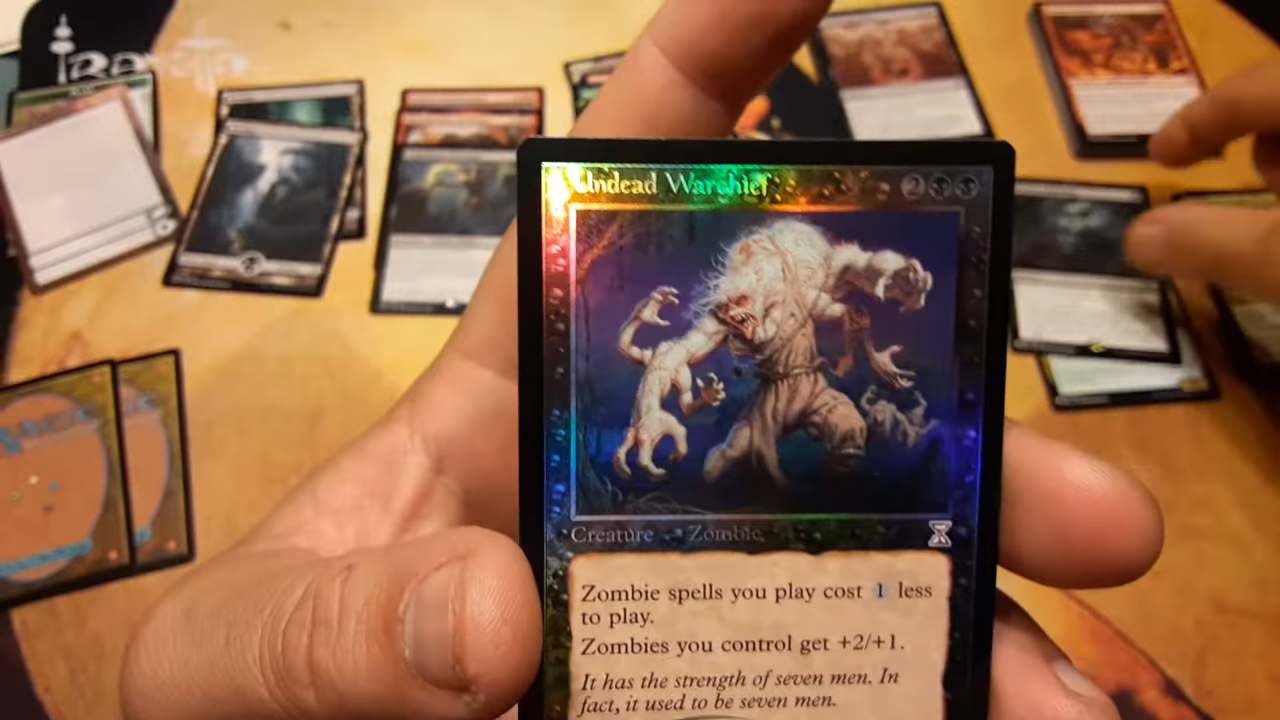 Undead Warchief 2
Creature — Zombie
Zombie spells you play cost 1 less
to play.
Zombies you control get +2/+1.
It has the strength of seven men. In
fact, it used to be seven men.